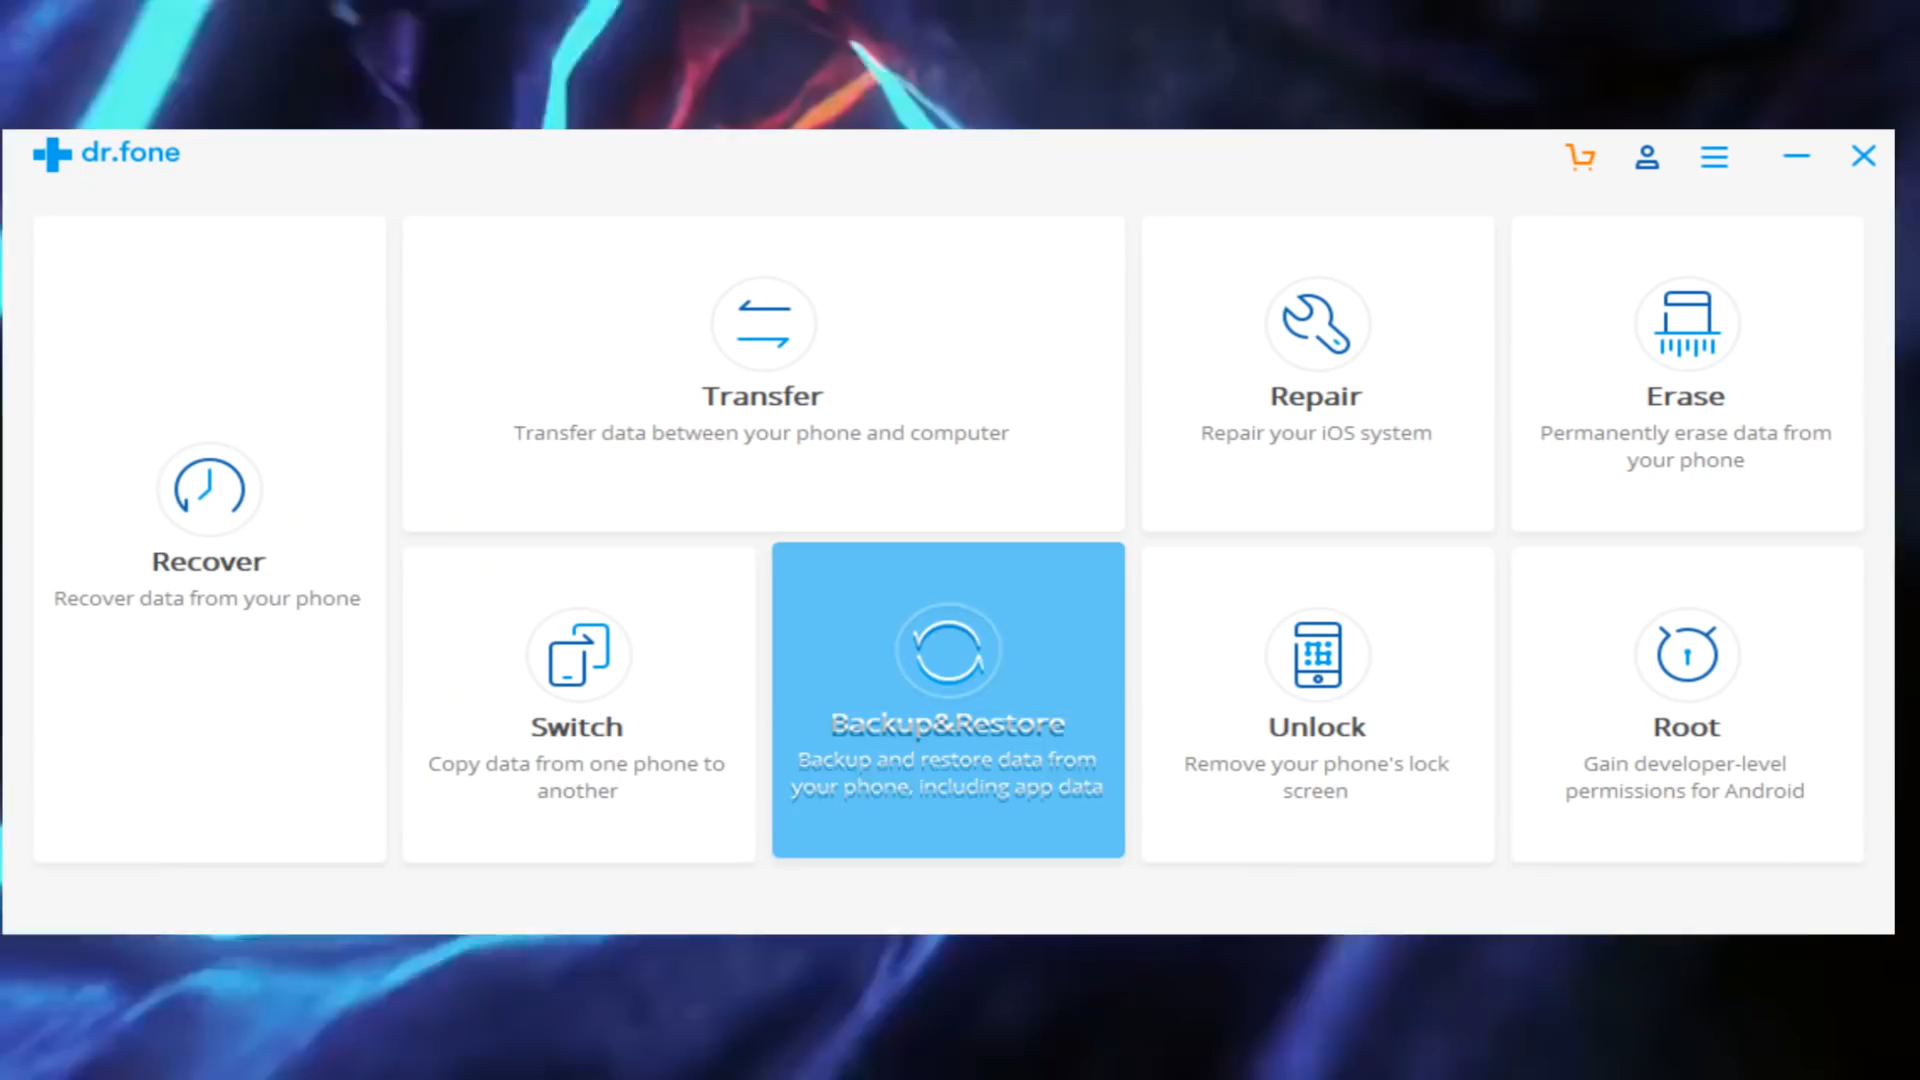 dr.fone
Recover
Recover data from your phone
Transfer
Transfer data between your phone and computer
Repair
Repair your iOS system
Erase
Permanently erase data from
your phone
Switch
Copy data from one phone to
another
Backup&Restore
Backup and restore data from
your phone, including app data
Unlock
Remove your phone's lock
screen
Root
Gain developer-level
permissions for Android